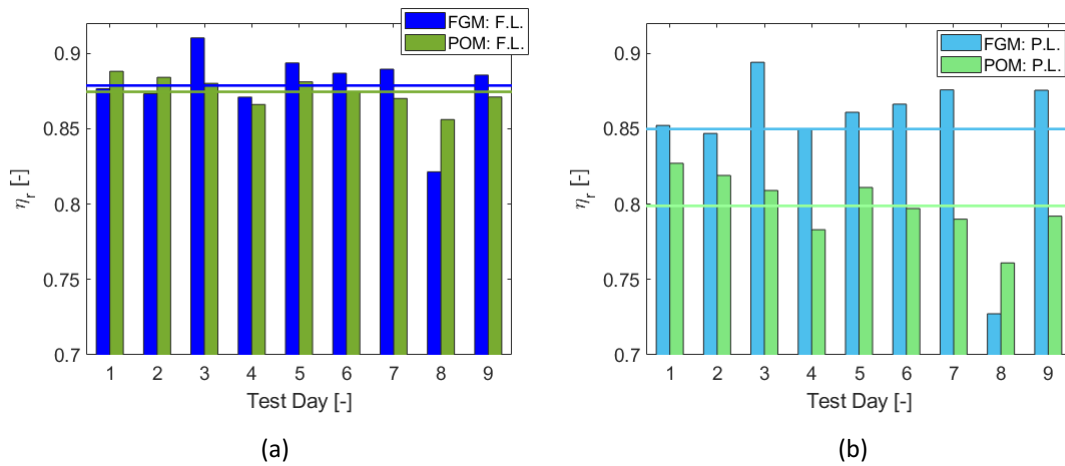 FGM: F.L.
POM: F.L.
0.9
0.85
0.8
0.75
0.7
ηr [-]
1 2 3 4 5 6 7 8 9
Test Day [-]
(a)
FGM: P.L.
POM: P.L.
0.9
0.85
0.8
0.75
0.7
ηr [-]
1 2 3 4 5 6 7 8 9
Test Day [-]
(b)